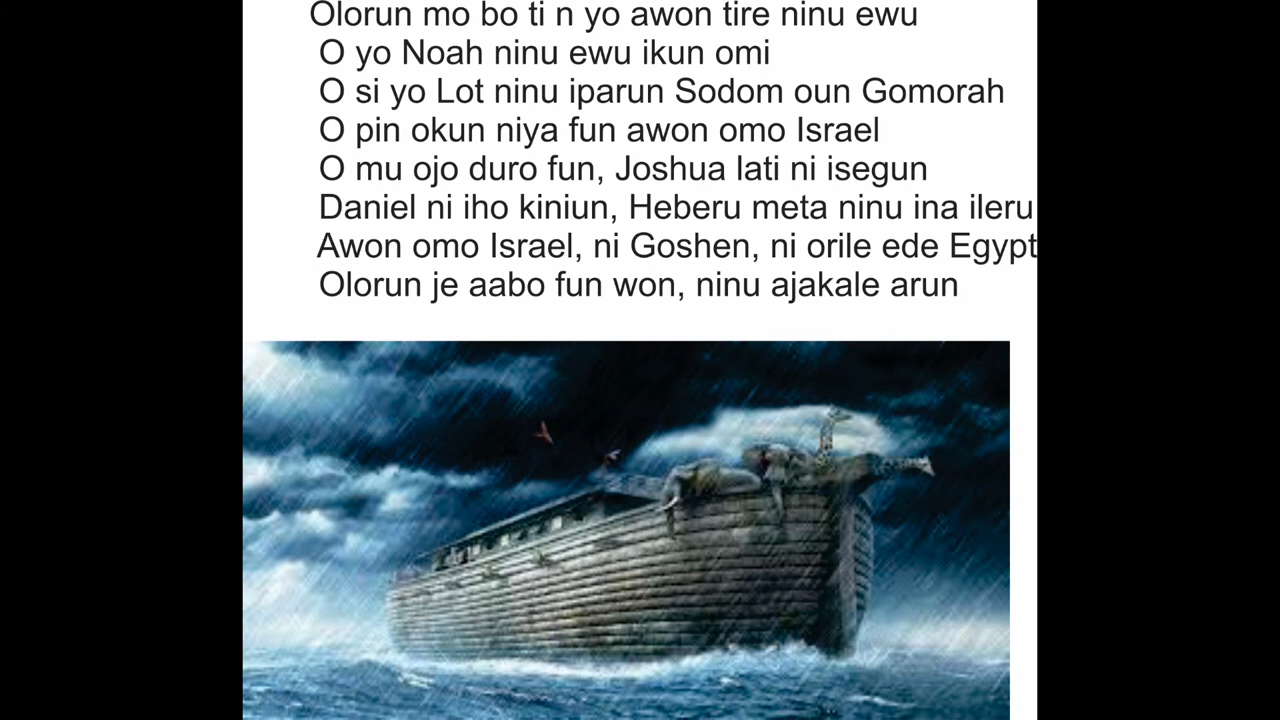 Olorun mo bo ti n yo awon tire ninu ewu
O yo Noah ninu ewu ikun omi
O si yo Lot ninu iparun Sodom oun Gomorah
O pin okun niya fun awon omo Israel
O mu ojo duro fun, Joshua lati ni isegun
Daniel ni iho kiniun, Heberu meta ninu ina ileru
Awon omo Israel, ni Goshen, ni orile ede Egypt
Olorun je aabo fun won, ninu ajakale arun